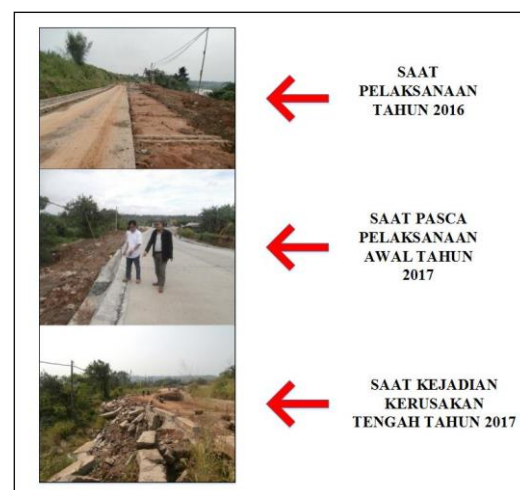 SAAT
PELAKSANAAN
TAHUN 2016
SAAT PASCA
PELAKSANAAN
AWAL TAHUN
2017
SAAT KEJADIAN
KERUSAKAN
TENGAH TAHUN 2017